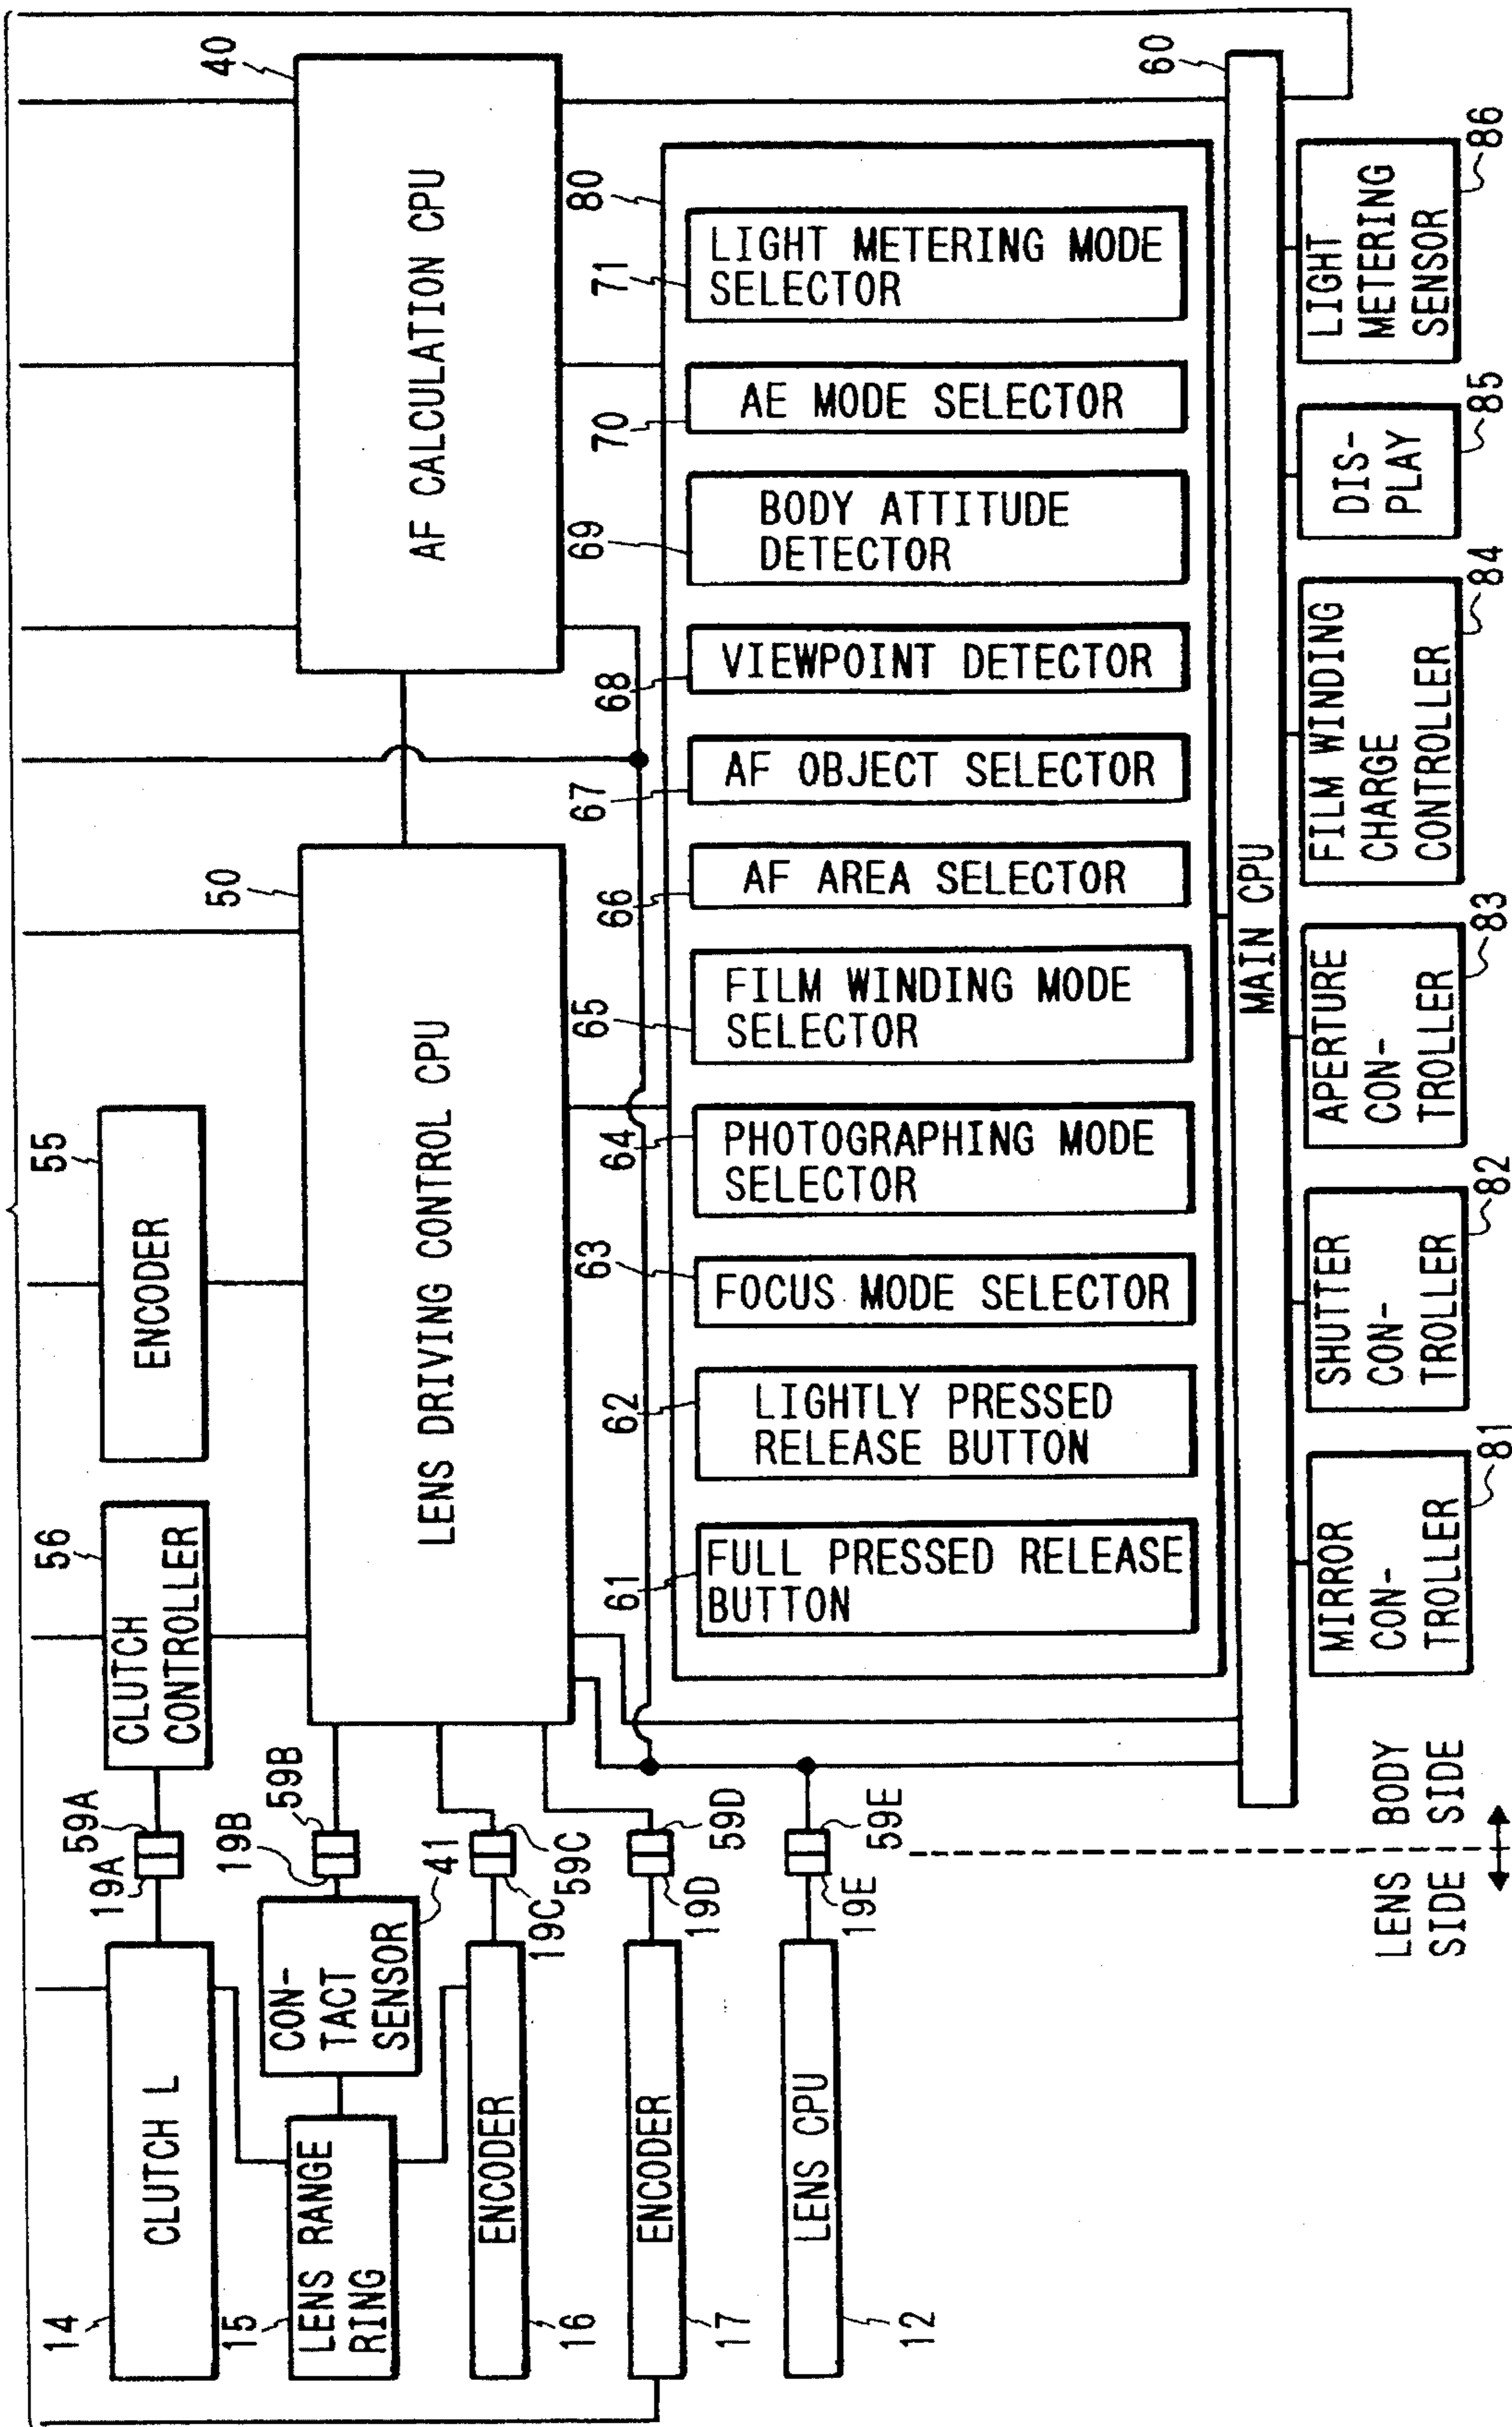 14
CLUTCH L
19A
59A
56
CLUTCH
CONTROLLER
55
ENCODER
15
LENS RANGE
RING
CON-
TACT
SENSOR
41
19B
59B
50
LENS DRIVING CONTROL CPU
40
AF CALCULATION CPU
16
ENCODER
19C
59C
17
ENCODER
19D
59D
12
LENS CPU
19E
59E
80
61
FULL PRESSED RELEASE
BUTTON
62
LIGHTLY PRESSED
RELEASE BUTTON
63
FOCUS MODE SELECTOR
64
PHOTOGRAPHING MODE
SELECTOR
65
FILM WINDING MODE
SELECTOR
66
AF AREA SELECTOR
67
AF OBJECT SELECTOR
68
VIEWPOINT DETECTOR
69
BODY ATTITUDE
DETECTOR
70
AE MODE SELECTOR
71
LIGHT METERING MODE
SELECTOR
60
MAIN CPU
LENS
SIDE
BODY
SIDE
MIRROR
CON-
TROLLER
81
SHUTTER
CON-
TROLLER
82
APERTURE
CON-
TROLLER
83
FILM WINDING
CHARGE
CONTROLLER
84
DIS-
PLAY
85
LIGHT
METERING
SENSOR
86